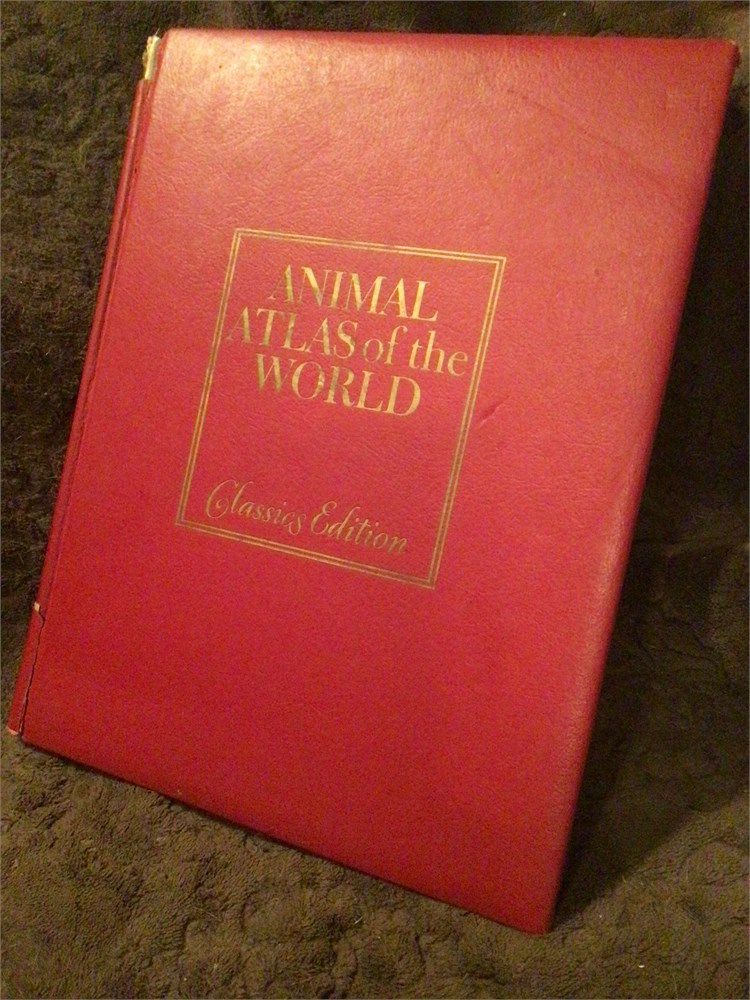 ANIMAL
ATLAS of the
WORLD
Classics Edition